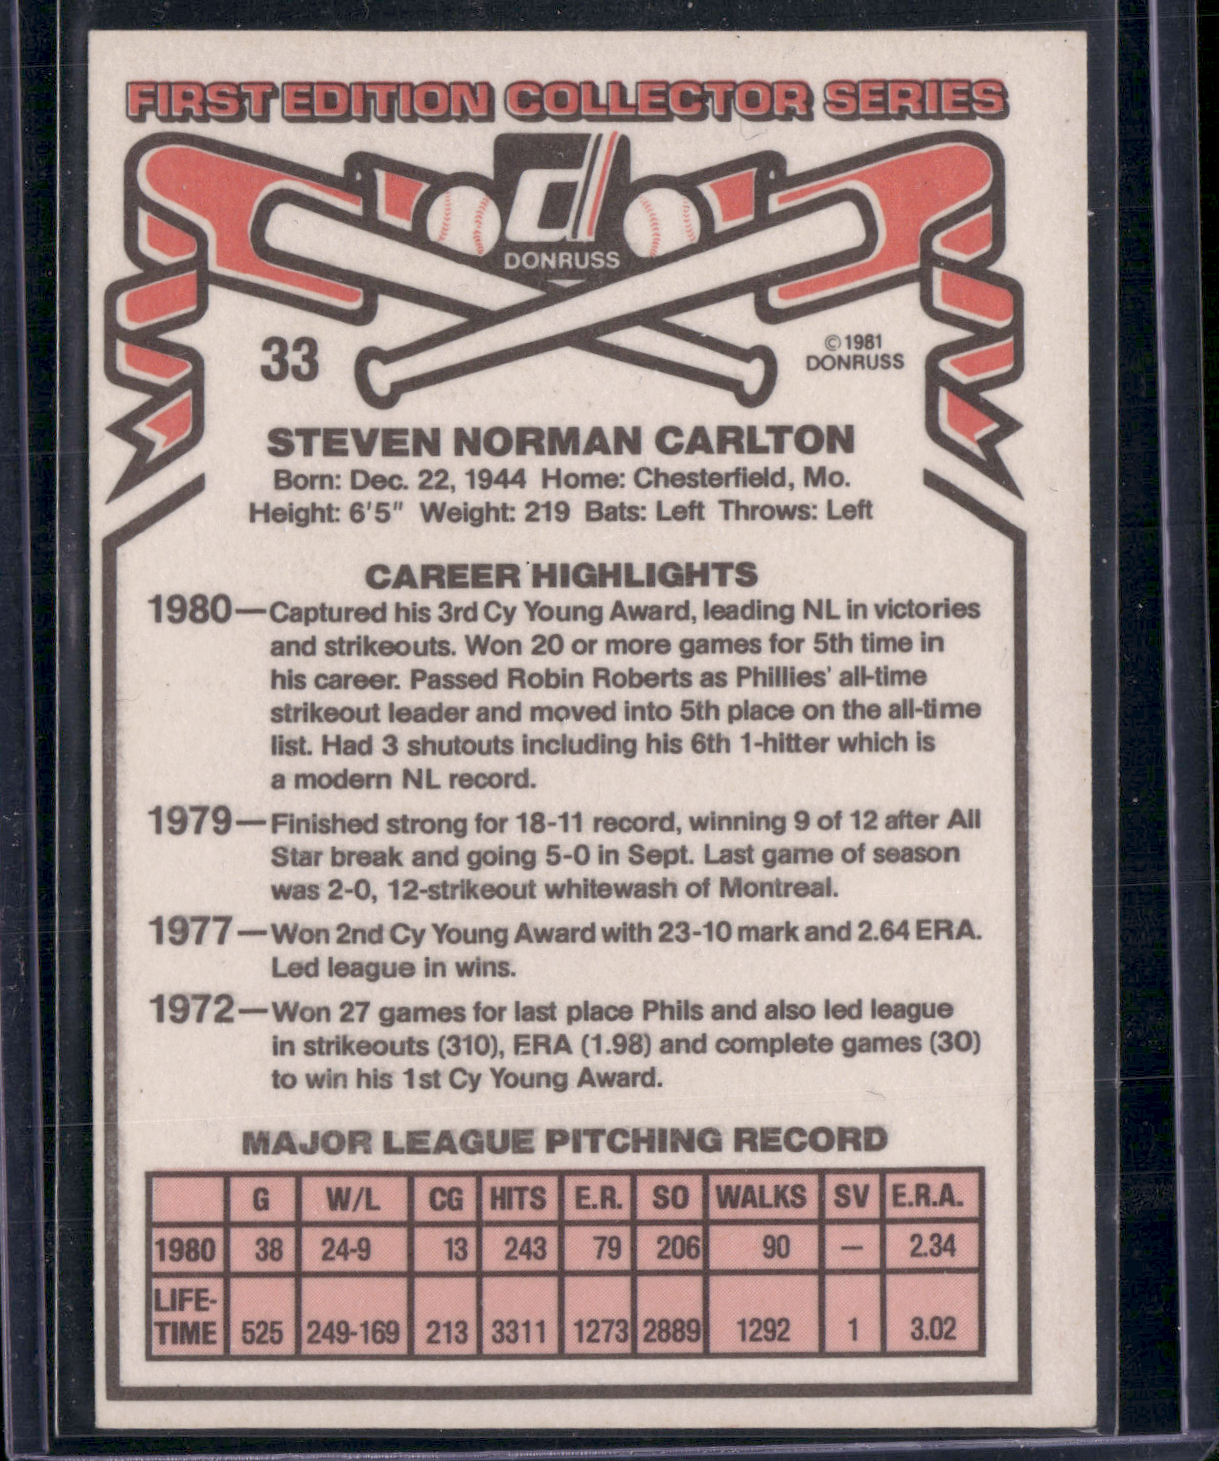 FIRST EDITION COLLECTOR SERIES
d
DONRUSS
33
©1981
DONRUSS
STEVEN NORMAN CARLTON
Born: Dec. 22, 1944 Home: Chesterfield, Mo.
Height: 6'5" Weight: 219 Bats: Left Throws: Left
CAREER HIGHLIGHTS
1980—Captured his 3rd Cy Young Award, leading NL in victories
and strikeouts. Won 20 or more games for 5th time in
his career. Passed Robin Roberts as Phillies' all-time
strikeout leader and moved into 5th place on the all-time
list. Had 3 shutouts including his 6th 1-hitter which is
a modern NL record.
1979—Finished strong for 18-11 record, winning 9 of 12 after All
Star break and going 5-0 in Sept. Last game of season
was 2-0, 12-strikeout whitewash of Montreal.
1977—Won 2nd Cy Young Award with 23-10 mark and 2.64 ERA.
Led league in wins.
1972—Won 27 games for last place Phils and also led league
in strikeouts (310), ERA (1.98) and complete games (30)
to win his 1st Cy Young Award.
MAJOR LEAGUE PITCHING RECORD
G W/L CG HITS E.R. SO WALKS SV E.R.A.
1980 38 24-9 13 243 79 206 90 — 2.34
LIFE-
TIME 525 249-169 213 3311 1273 2889 1292 1 3.02